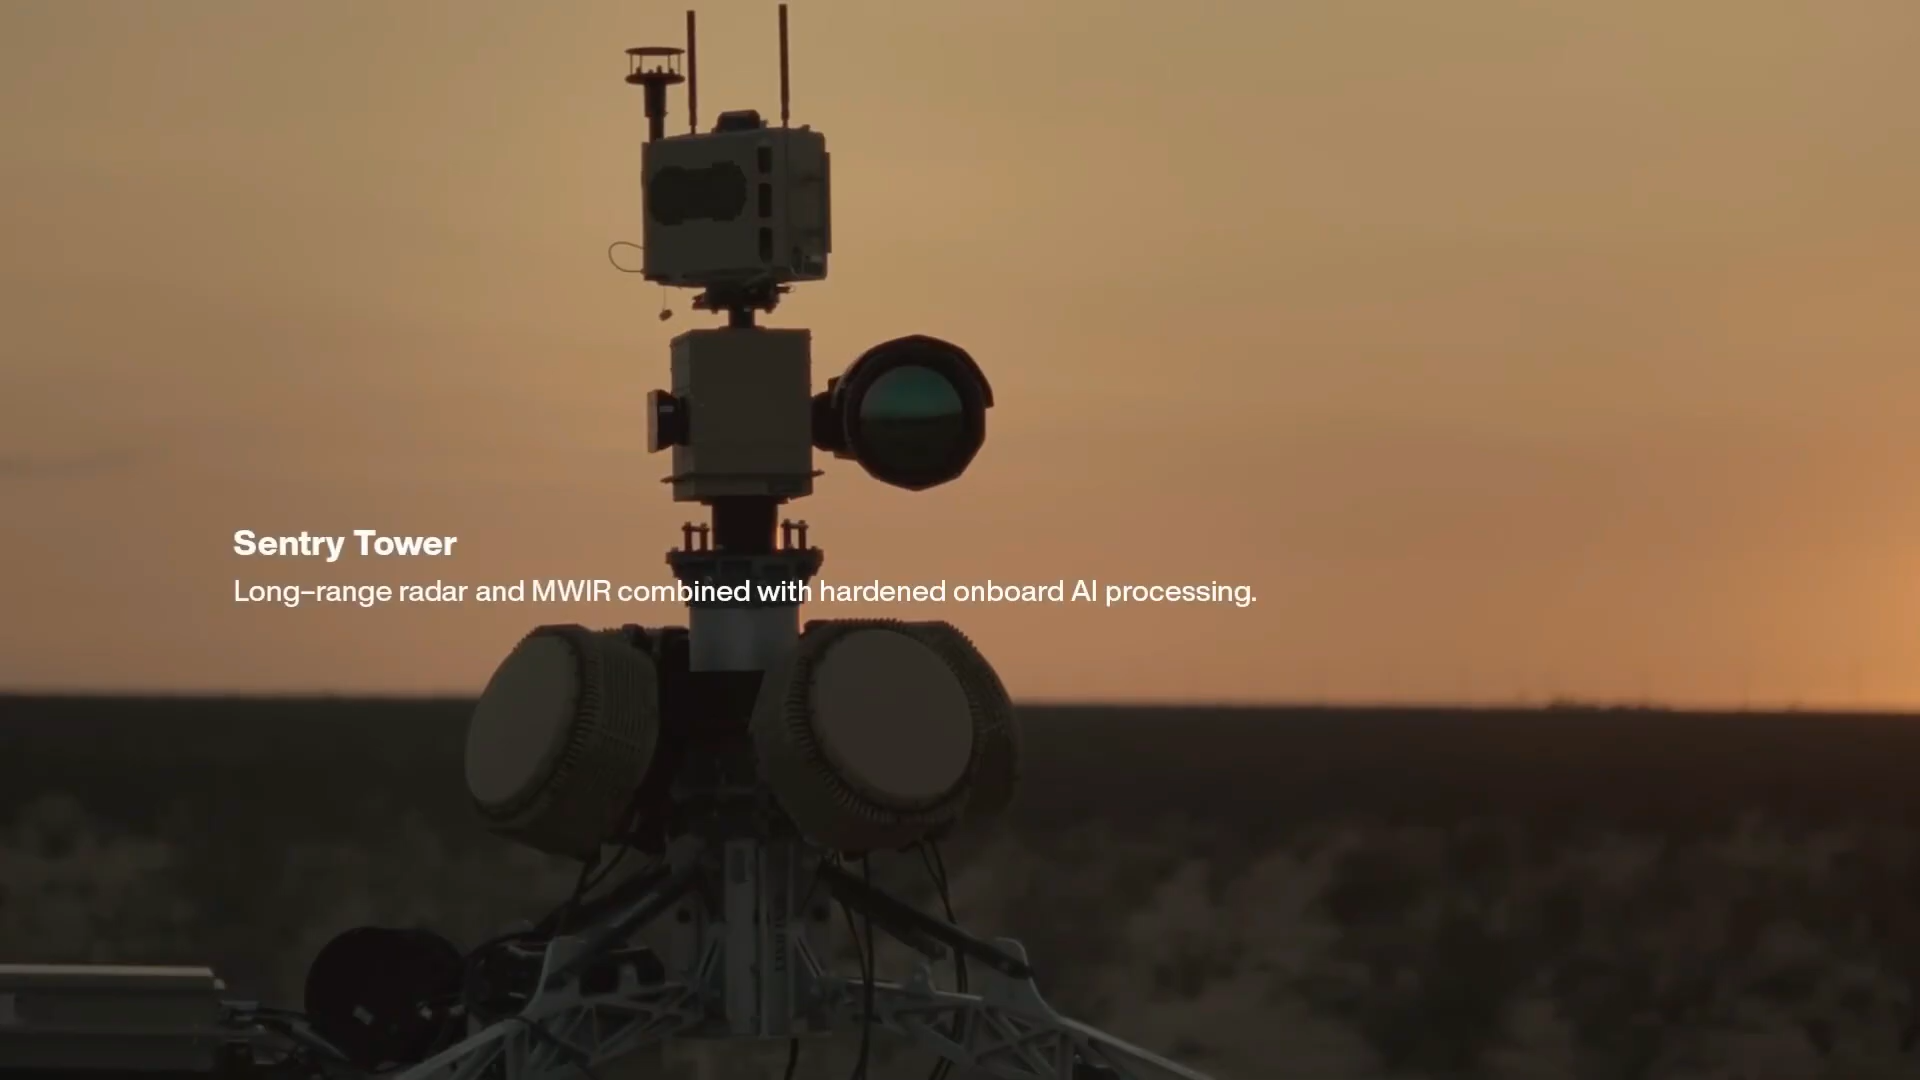 Sentry Tower
Long-range radar and MWIR combined with hardened onboard AI processing.